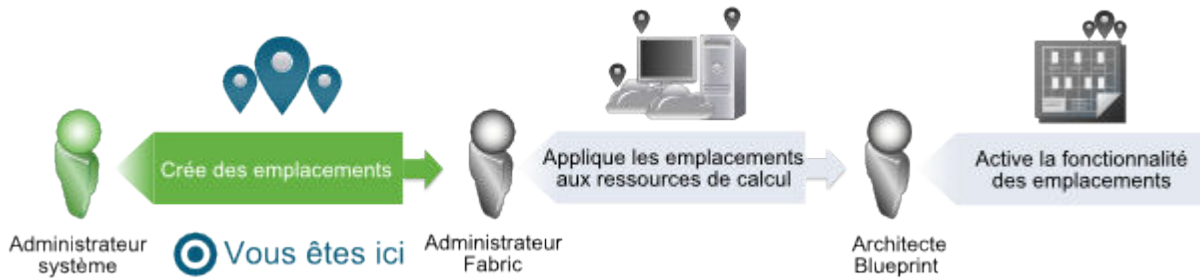 Crée des emplacements
Applique les emplacements
aux ressources de calcul
Active la fonctionnalité
des emplacements
Administrateur
système
Vous êtes ici
Administrateur
Fabric
Architecte
Blueprint